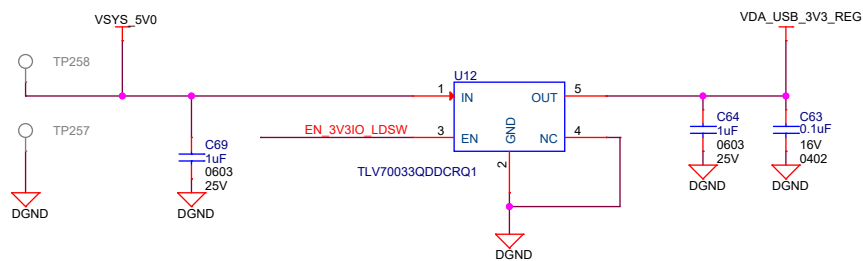 VSYS_5V0
VDA_USB_3V3_REG
TP258
U12
1
IN
OUT
5
TP257
C69
1uF
0603
25V
EN_3V3IO_LDSW
3
EN
GND
NC
4
2
TLV70033QDDCRQ1
C64
1uF
0603
25V
C63
0.1uF
16V
0402
DGND
DGND
DGND
DGND
DGND